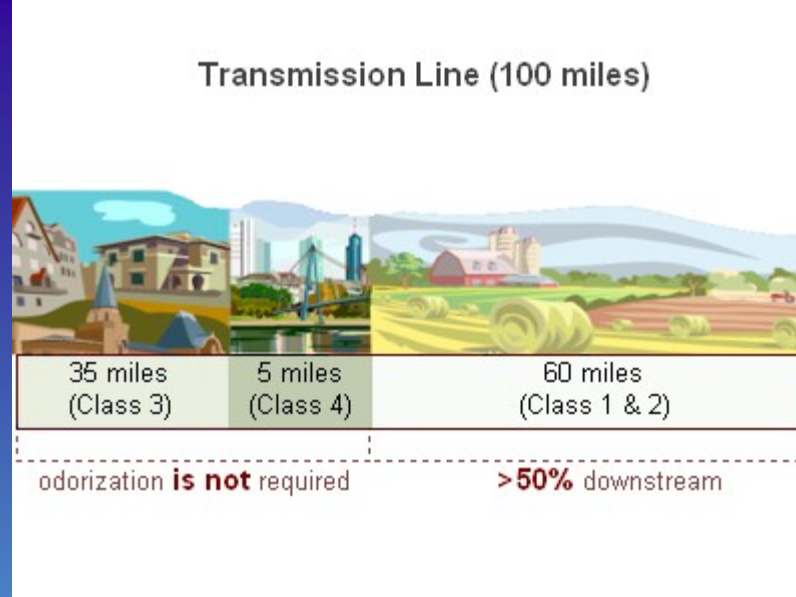 Transmission Line (100 miles)
35 miles
(Class 3)
5 miles
(Class 4)
60 miles
(Class 1 & 2)
odorization is not required
>50% downstream